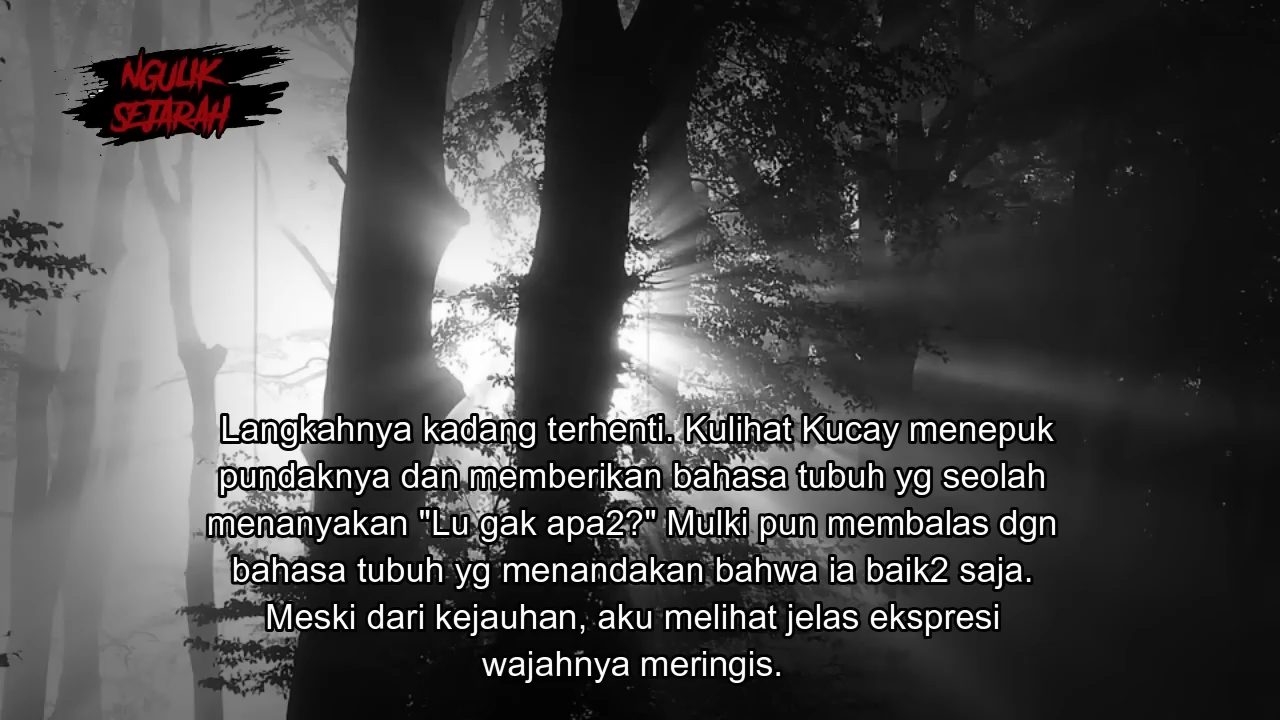 NGULIK
SEJARAH
Langkahnya kadang terhenti. Kulihat Kucay menepuk
pundaknya dan memberikan bahasa tubuh yg seolah
menanyakan "Lu gak apa2?" Mulki pun membalas dgn
bahasa tubuh yg menandakan bahwa ia baik2 saja.
Meski dari kejauhan, aku melihat jelas ekspresi
wajahnya meringis.